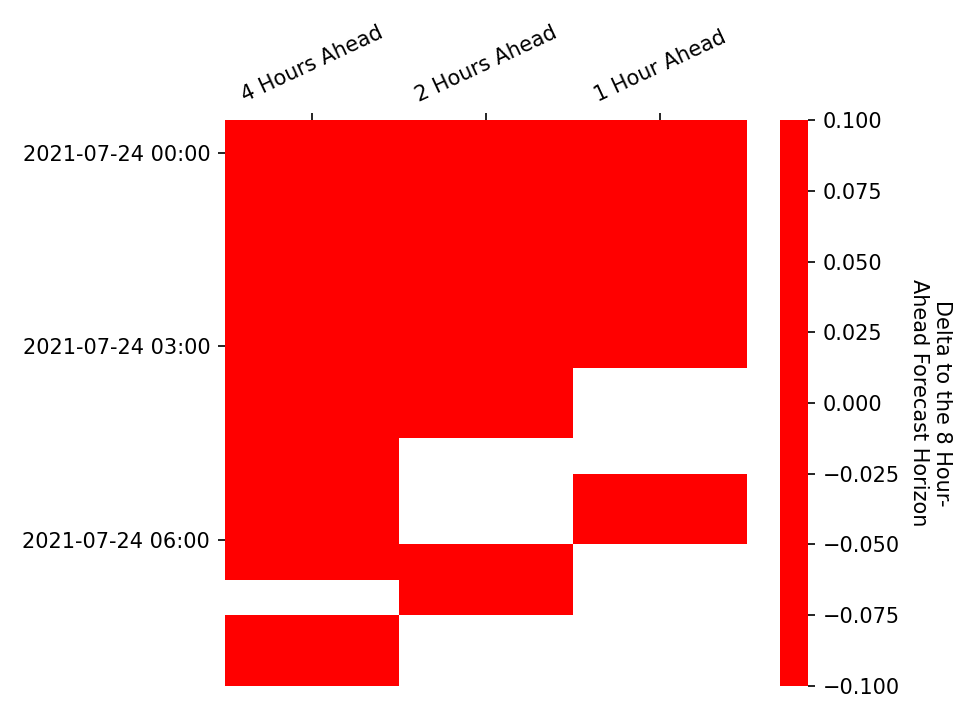 4 Hours Ahead
2 Hours Ahead
1 Hour Ahead
2021-07-24 00:00
2021-07-24 03:00
2021-07-24 06:00
0.100
0.075
0.050
0.025
0.000
−0.025
−0.050
−0.075
−0.100
Delta to the 8 Hour-
Ahead Forecast Horizon